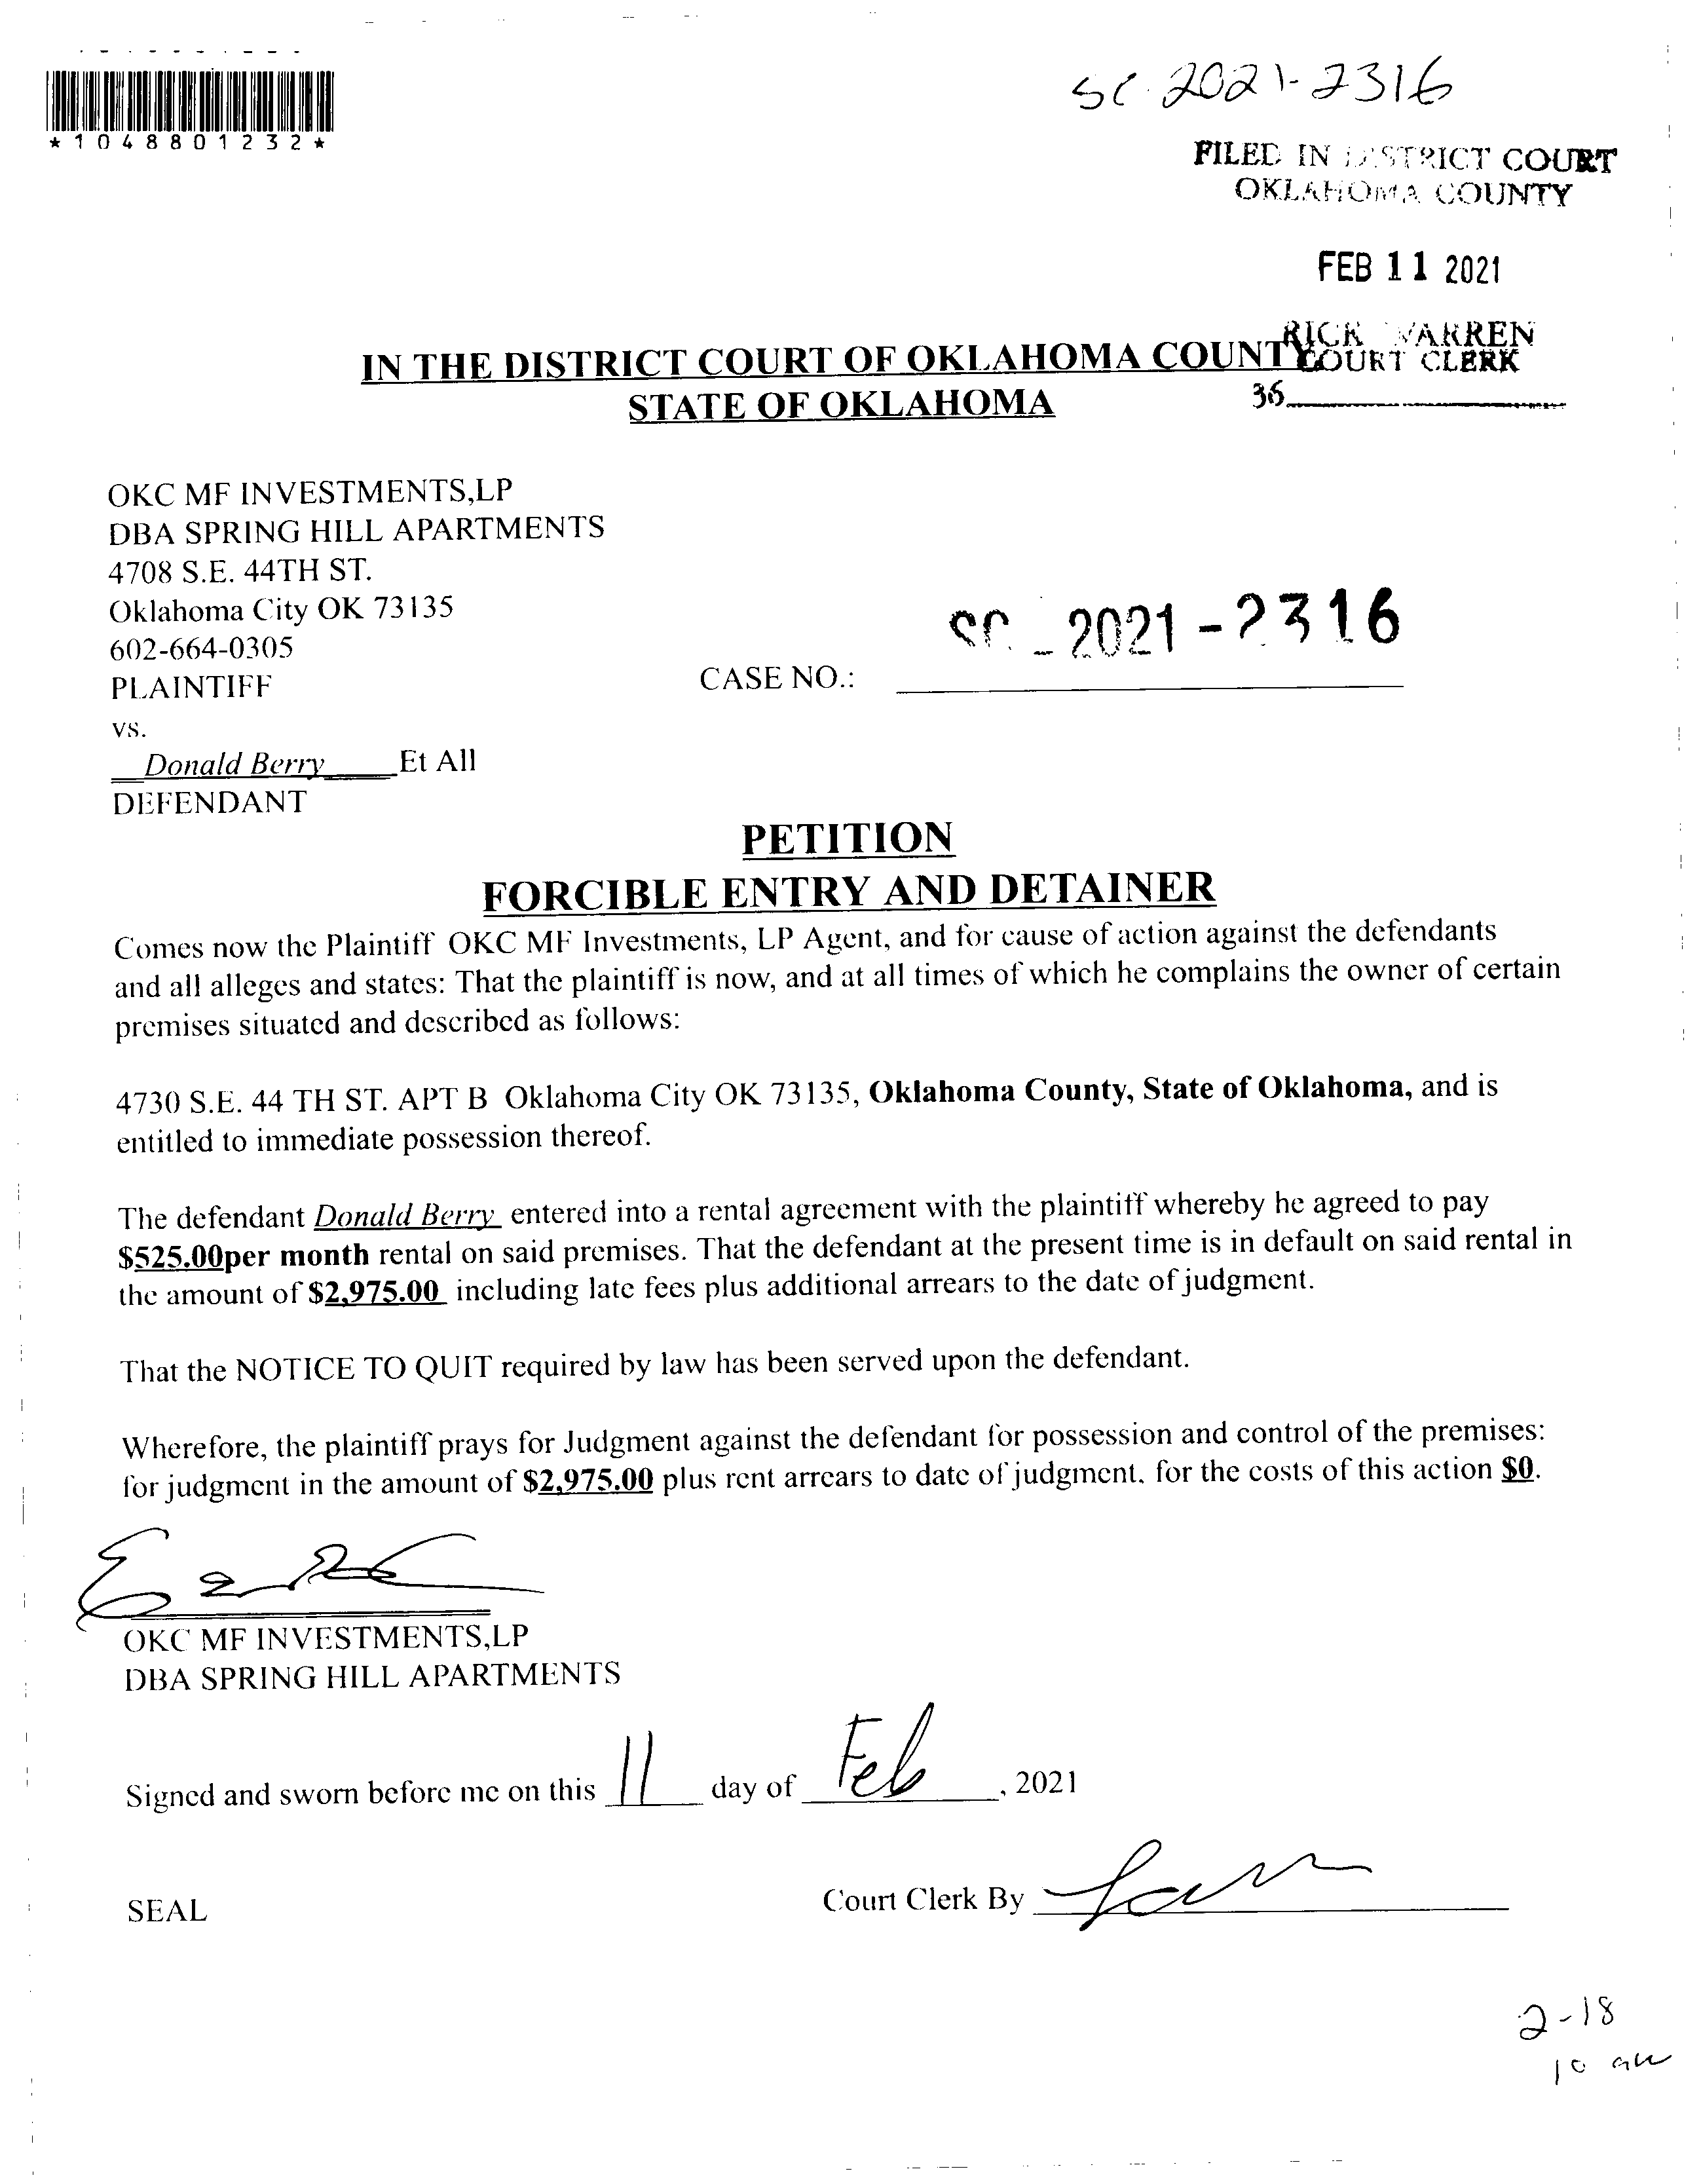 SC-2021-2316
*1048801232*
FILED IN DISTRICT COURT
OKLAHOMA COUNTY
FEB 11 2021
RICK WARREN
COURT CLERK
36
IN THE DISTRICT COURT OF OKLAHOMA COUNTY
STATE OF OKLAHOMA
OKC MF INVESTMENTS,LP
DBA SPRING HILL APARTMENTS
4708 S.E. 44TH ST.
Oklahoma City OK 73135
602-664-0305
PLAINTIFF
SC - 2021 - 2316
CASE NO.:
vs.
Donald Berry Et All
DEFENDANT
PETITION
FORCIBLE ENTRY AND DETAINER
Comes now the Plaintiff OKC MF Investments, LP Agent, and for cause of action against the defendants
and all alleges and states: That the plaintiff is now, and at all times of which he complains the owner of certain
premises situated and described as follows:
4730 S.E. 44 TH ST. APT B Oklahoma City OK 73135, Oklahoma County, State of Oklahoma, and is
entitled to immediate possession thereof.
The defendant Donald Berry entered into a rental agreement with the plaintiff whereby he agreed to pay
$525.00per month rental on said premises. That the defendant at the present time is in default on said rental in
the amount of $2,975.00 including late fees plus additional arrears to the date of judgment.
That the NOTICE TO QUIT required by law has been served upon the defendant.
Wherefore, the plaintiff prays for Judgment against the defendant for possession and control of the premises:
for judgment in the amount of $2,975.00 plus rent arrears to date of judgment. for the costs of this action $0.
OKC MF INVESTMENTS,LP
DBA SPRING HILL APARTMENTS
Signed and sworn before me on this 11 day of Feb, 2021
SEAL
Court Clerk By
2-18
10 am